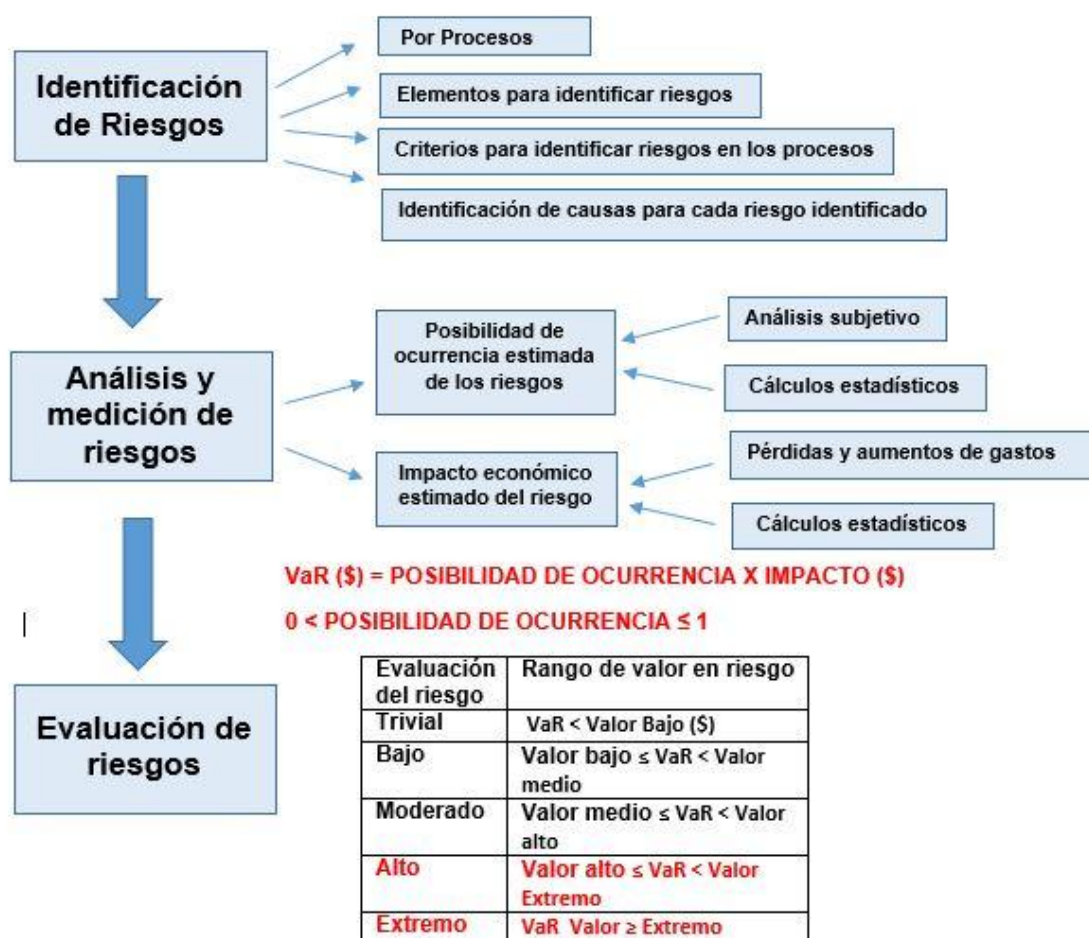 Identificación
de Riesgos
Por Procesos
Elementos para identificar riesgos
Criterios para identificar riesgos en los procesos
Identificación de causas para cada riesgo identificado
Análisis y
medición de
riesgos
Posibilidad de
ocurrencia estimada
de los riesgos
Análisis subjetivo
Cálculos estadísticos
Impacto económico
estimado del riesgo
Pérdidas y aumentos de gastos
Cálculos estadísticos
VaR ($) = POSIBILIDAD DE OCURRENCIA X IMPACTO ($)
0 < POSIBILIDAD DE OCURRENCIA ≤ 1
Evaluación de
riesgos
Evaluación
del riesgo
Rango de valor en riesgo
Trivial
VaR < Valor Bajo ($)
Bajo
Valor bajo ≤ VaR < Valor
medio
Moderado
Valor medio ≤ VaR < Valor
alto
Alto
Valor alto ≤ VaR < Valor
Extremo
Extremo
VaR Valor ≥ Extremo